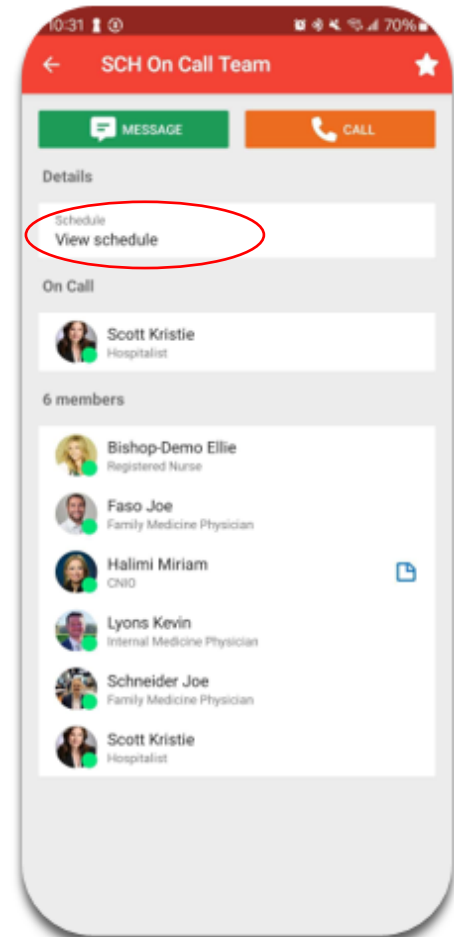 10:31 70%
SCH On Call Team
MESSAGE CALL
Details
Schedule
View schedule
On Call
Scott Kristie
Hospitalist
6 members
Bishop-Demo Ellie
Registered Nurse
Faso Joe
Family Medicine Physician
Halimi Miriam
CNIO
Lyons Kevin
Internal Medicine Physician
Schneider Joe
Family Medicine Physician
Scott Kristie
Hospitalist